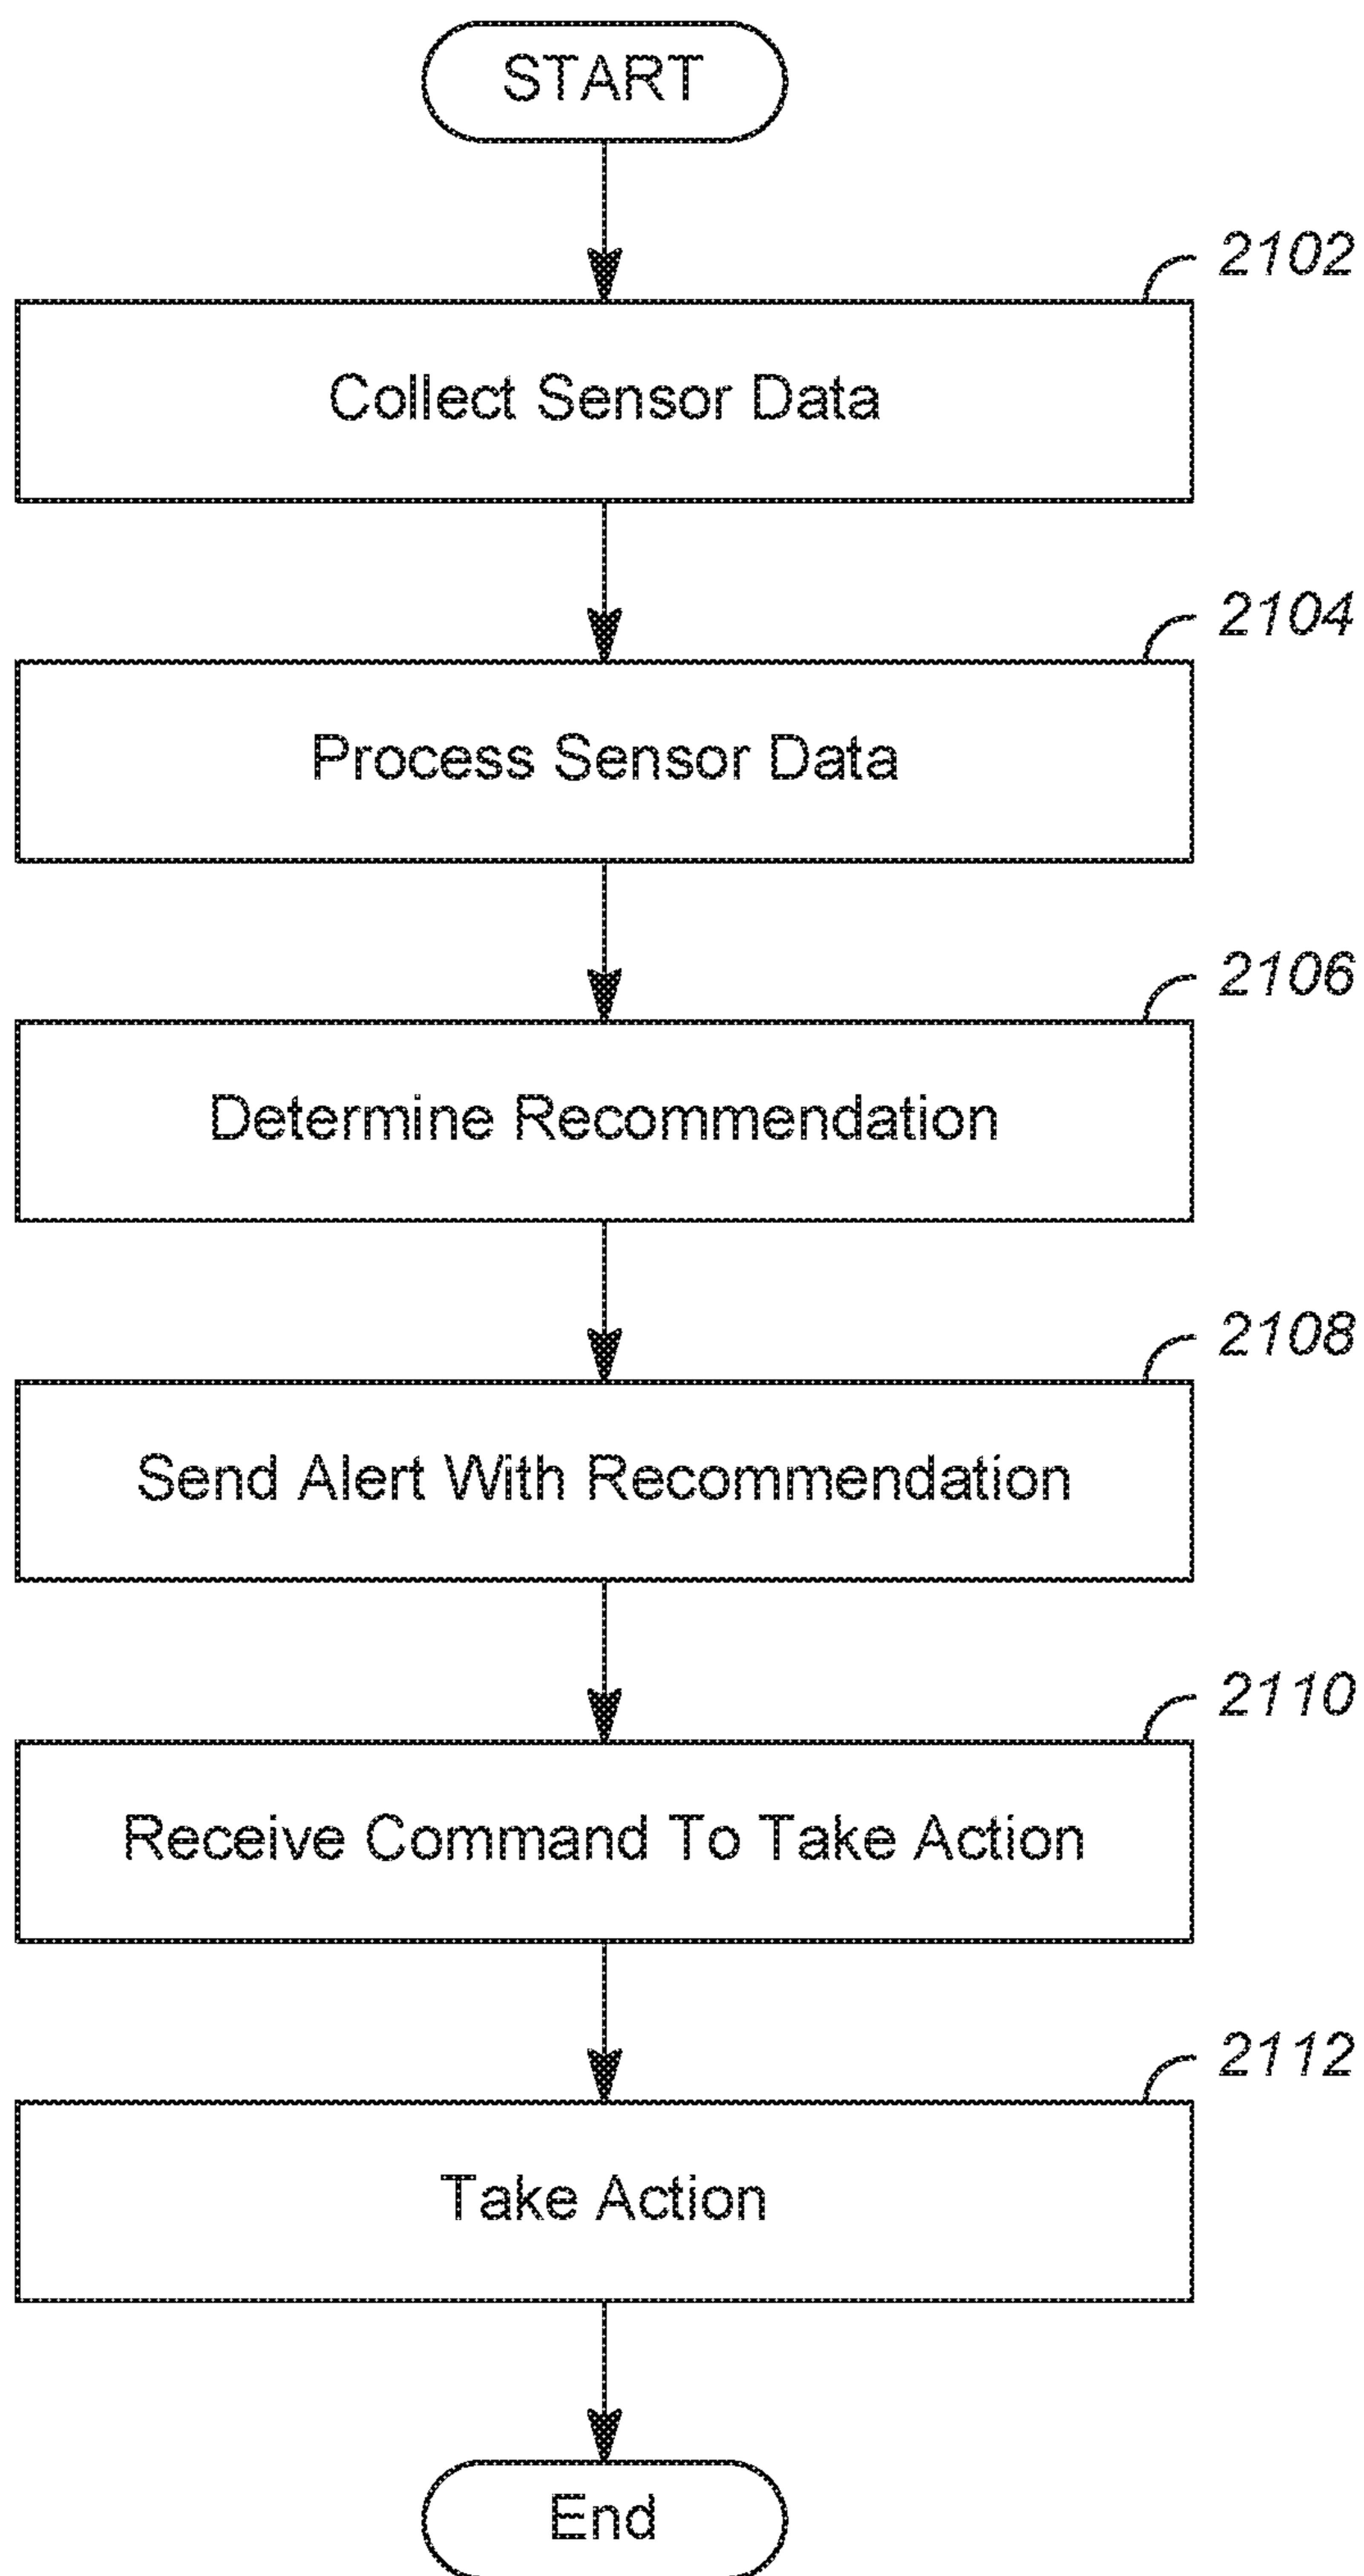 START
2102
Collect Sensor Data
2104
Process Sensor Data
2106
Determine Recommendation
2108
Send Alert With Recommendation
2110
Receive Command To Take Action
2112
Take Action
End